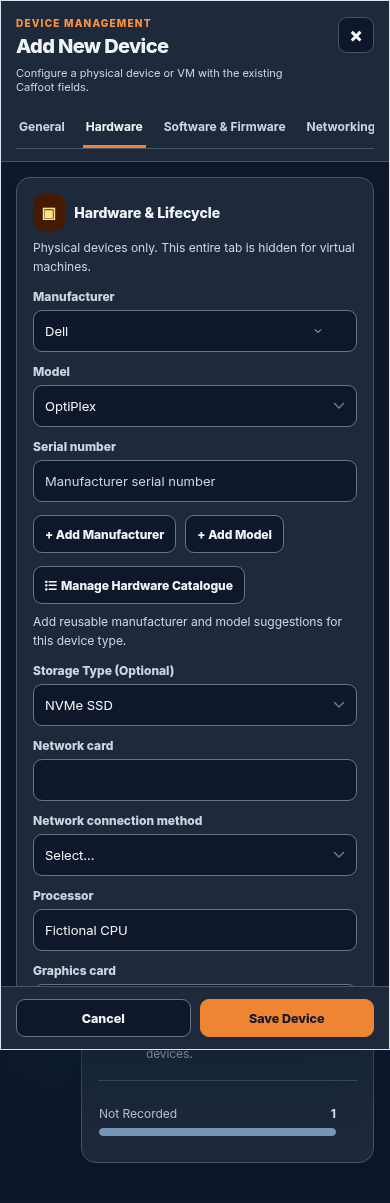 DEVICE MANAGEMENT
Add New Device
Configure a physical device or VM with the existing
Caffoot fields.
General Hardware Software & Firmware Networking
Hardware & Lifecycle
Physical devices only. This entire tab is hidden for virtual
machines.
Manufacturer
Dell
Model
OptiPlex
Serial number
Manufacturer serial number
+ Add Manufacturer + Add Model
Manage Hardware Catalogue
Add reusable manufacturer and model suggestions for
this device type.
Storage Type (Optional)
NVMe SSD
Network card
Network connection method
Select...
Processor
Fictional CPU
Graphics card
Cancel Save Device
devices.
Not Recorded 1